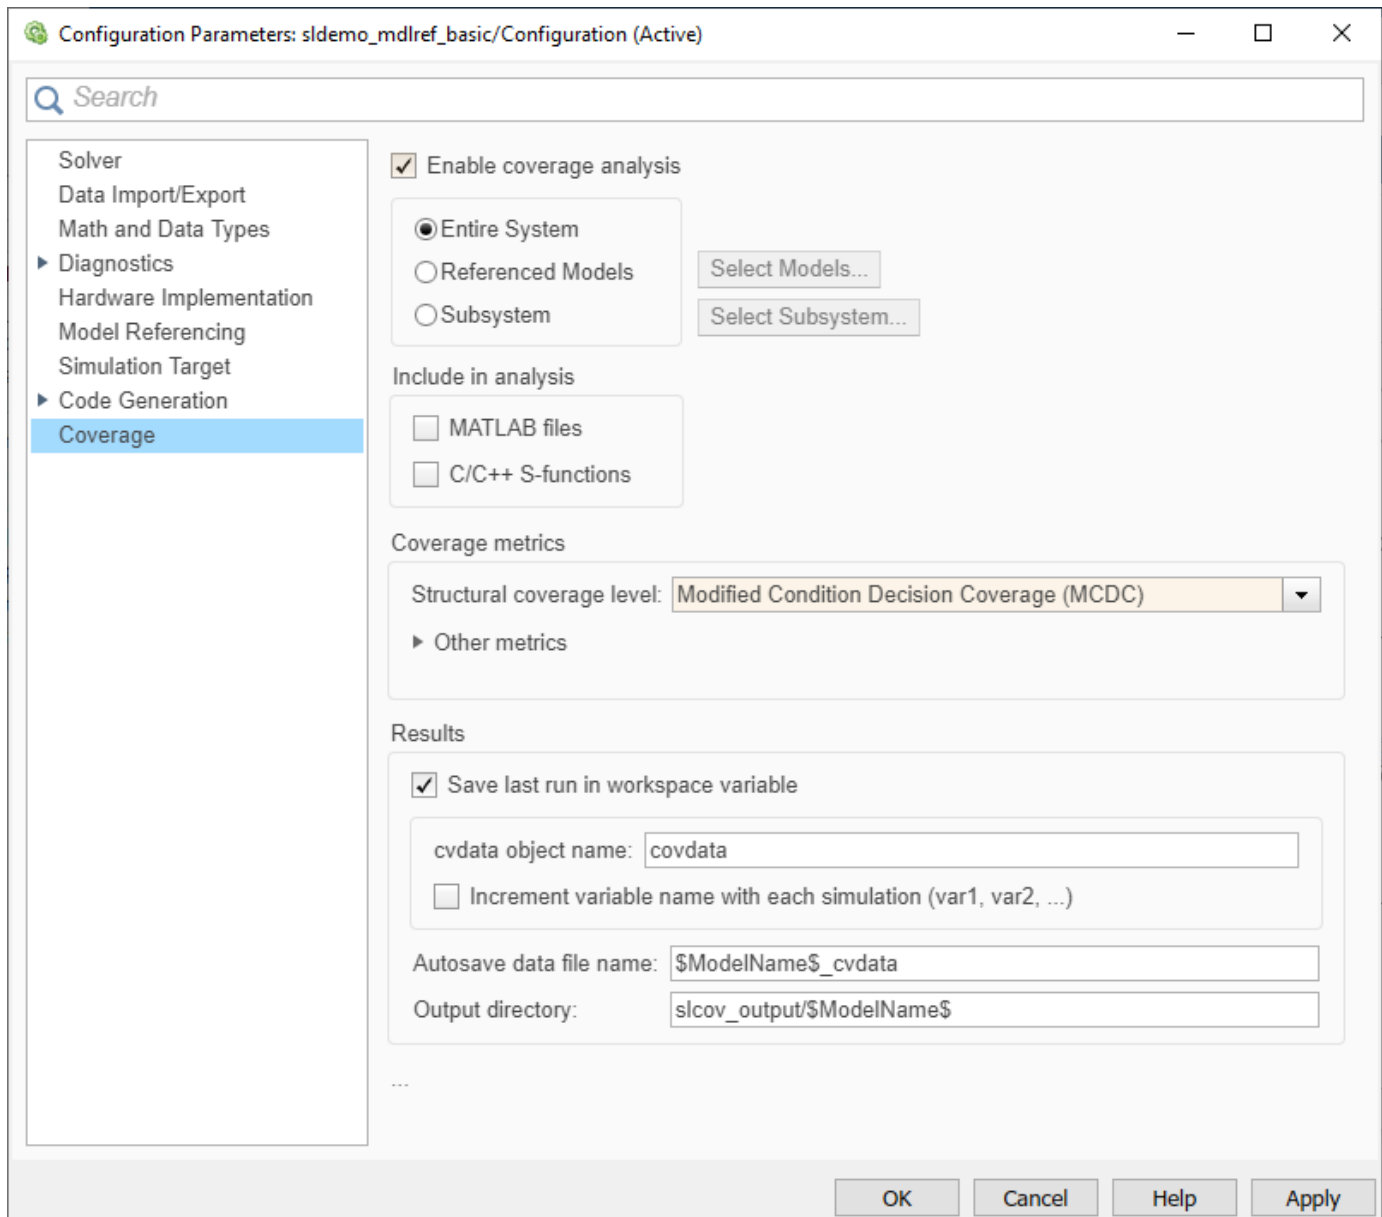 Configuration Parameters: sldemo_mdlref_basic/Configuration (Active)
Search
Solver
Data Import/Export
Math and Data Types
Diagnostics
Hardware Implementation
Model Referencing
Simulation Target
Code Generation
Coverage
Enable coverage analysis
Entire System
Referenced Models
Select Models...
Subsystem
Select Subsystem...
Include in analysis
MATLAB files
C/C++ S-functions
Coverage metrics
Structural coverage level: Modified Condition Decision Coverage (MCDC)
Other metrics
Results
Save last run in workspace variable
cvdata object name: covdata
Increment variable name with each simulation (var1, var2, ...)
Autosave data file name: $ModelName$_cvdata
Output directory: slcov_output/$ModelName$
...
OK Cancel Help Apply